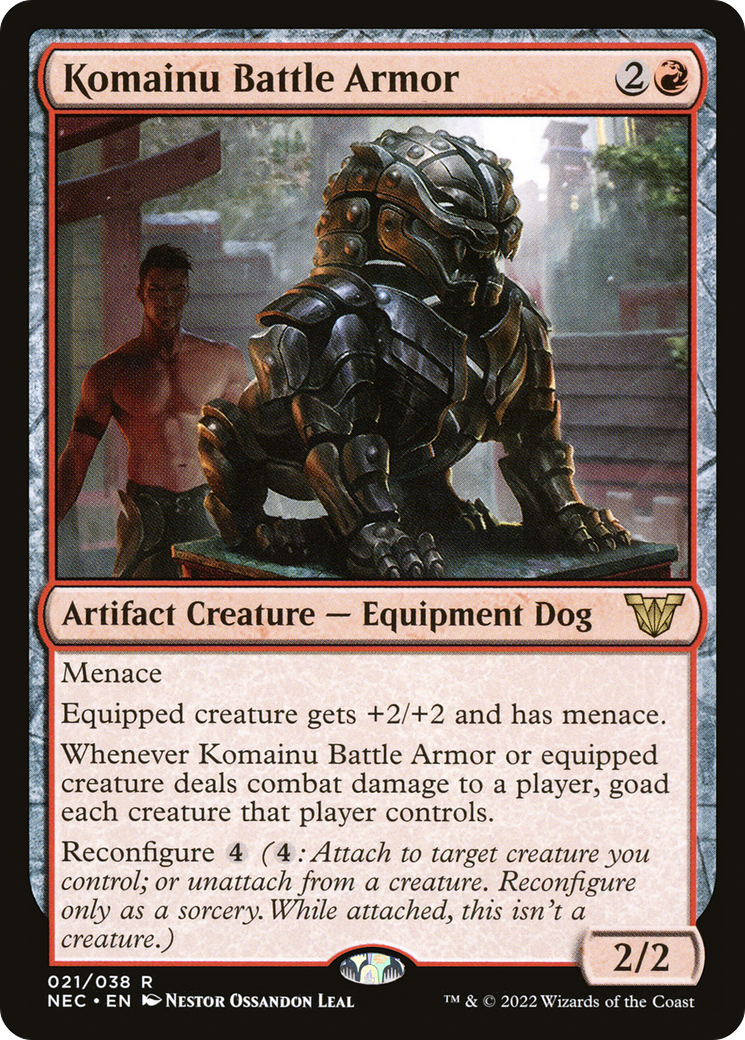 Komainu Battle Armor 2
Artifact Creature — Equipment Dog
Menace
Equipped creature gets +2/+2 and has menace.
Whenever Komainu Battle Armor or equipped
creature deals combat damage to a player, goad
each creature that player controls.
Reconfigure 4 (4: Attach to target creature you
control; or unattach from a creature. Reconfigure
only as a sorcery. While attached, this isn't a
creature.)
2/2
021/038 R
NEC • EN Nestor Ossandon Leal
™ & © 2022 Wizards of the Coast